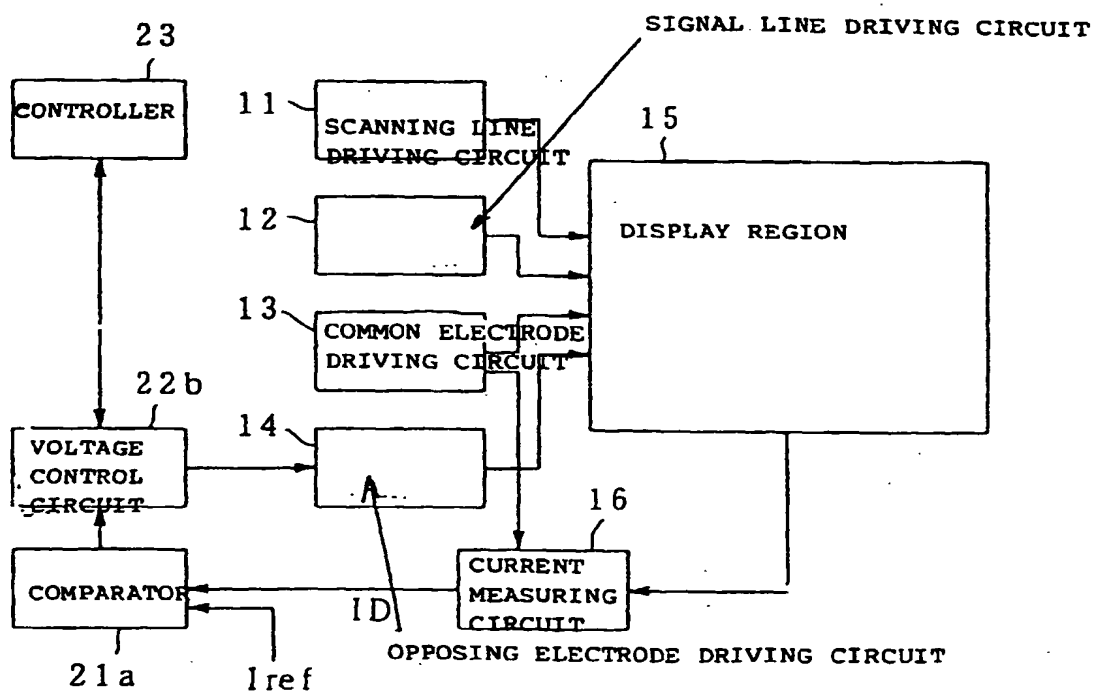 SIGNAL LINE DRIVING CIRCUIT
23
CONTROLLER
11
SCANNING LINE
DRIVING CIRCUIT
15
DISPLAY REGION
12
13
COMMON ELECTRODE
DRIVING CIRCUIT
22b
VOLTAGE
CONTROL
CIRCUIT
14
16
CURRENT
MEASURING
CIRCUIT
COMPARATOR
ID
OPPOSING ELECTRODE DRIVING CIRCUIT
21a
Iref